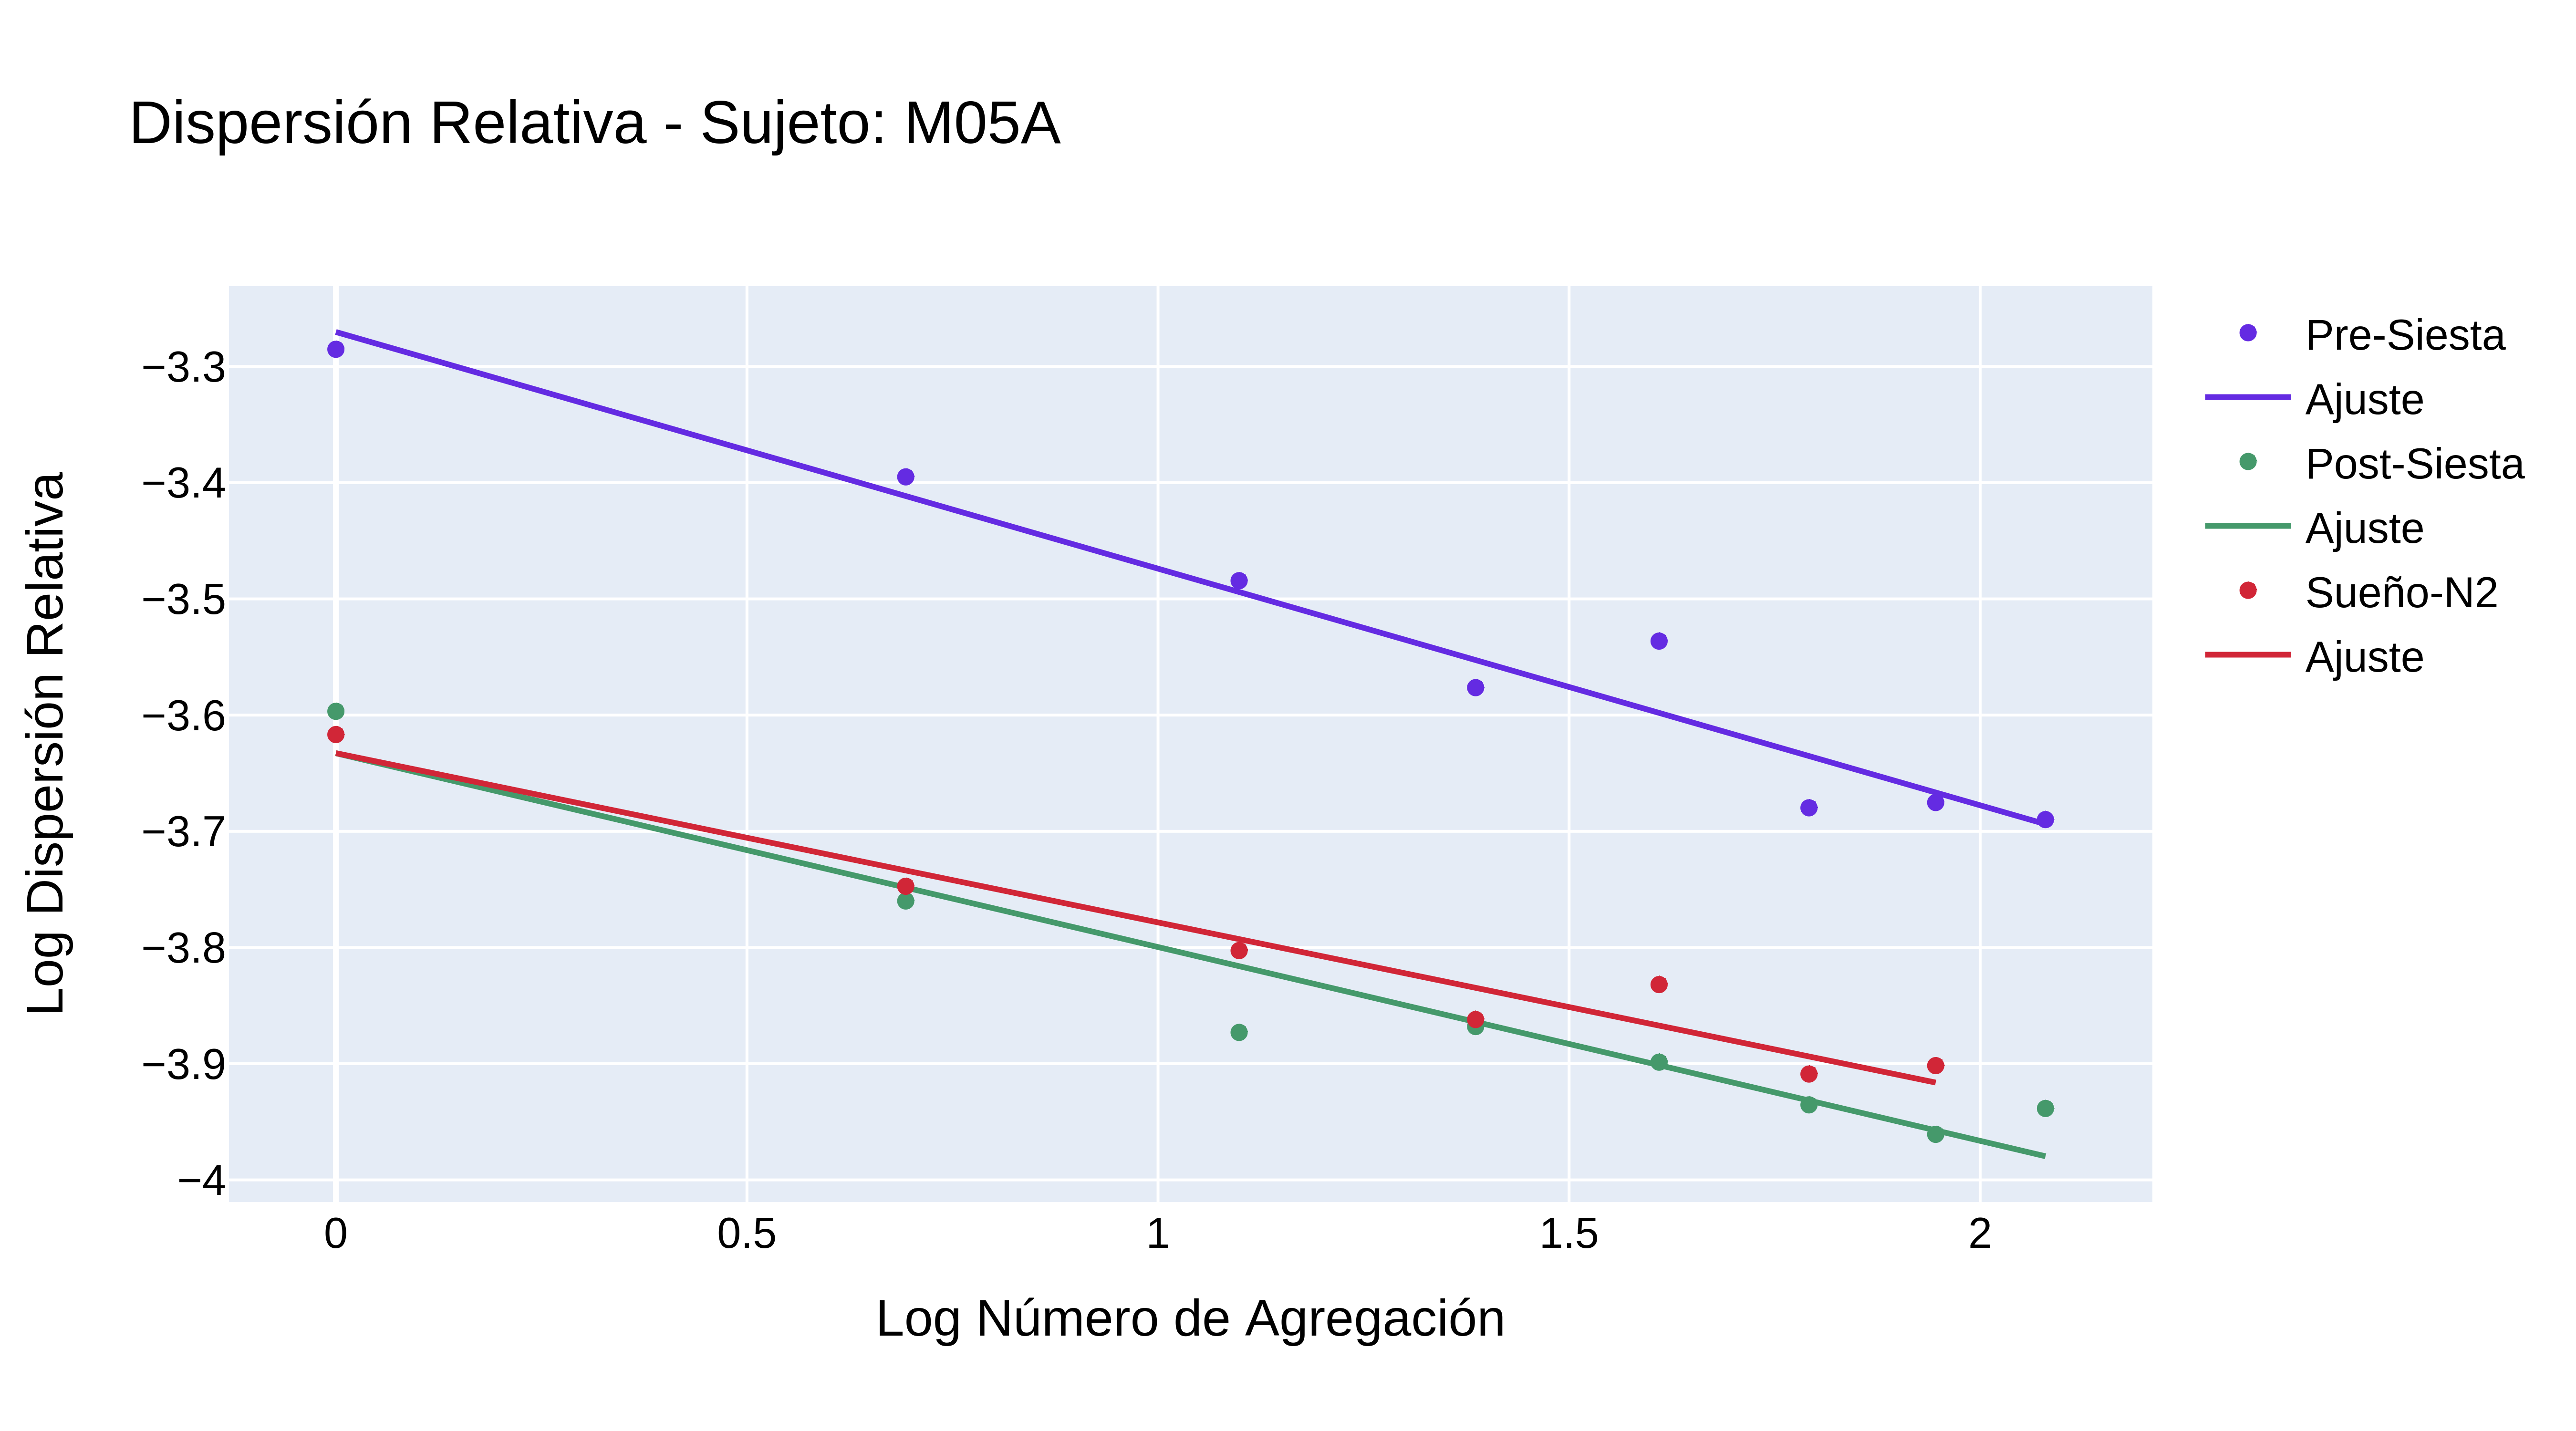 Dispersión Relativa - Sujeto: M05A
Log Dispersión Relativa
−3.3
−3.4
−3.5
−3.6
−3.7
−3.8
−3.9
−4
0
0.5
1
1.5
2
Log Número de Agregación
Pre-Siesta
Ajuste
Post-Siesta
Ajuste
Sueño-N2
Ajuste